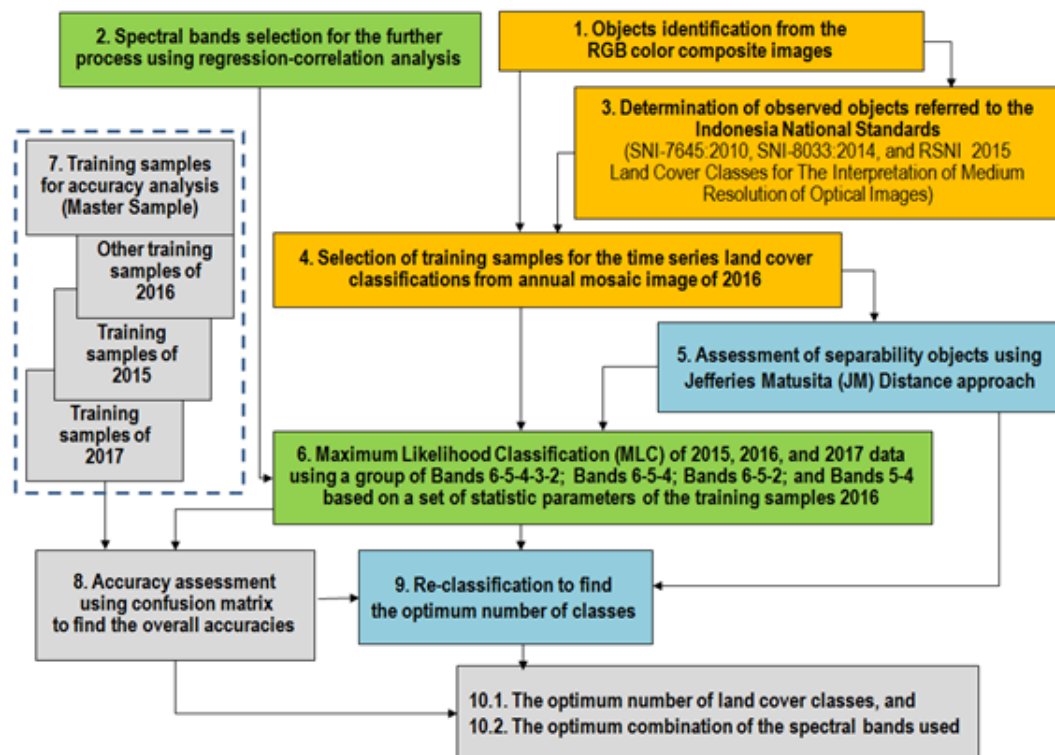 2. Spectral bands selection for the further
process using regression-correlation analysis
1. Objects identification from the
RGB color composite images
3. Determination of observed objects referred to the
Indonesia National Standards
(SNI-7645:2010, SNI-8033:2014, and RSNI 2015
Land Cover Classes for The Interpretation of Medium
Resolution of Optical Images)
7. Training samples
for accuracy analysis
(Master Sample)
Other training
samples of
2016
Training
samples of
2015
Training
samples of
2017
4. Selection of training samples for the time series land cover
classifications from annual mosaic image of 2016
5. Assessment of separability objects using
Jefferies Matusita (JM) Distance approach
6. Maximum Likelihood Classification (MLC) of 2015, 2016, and 2017 data
using a group of Bands 6-5-4-3-2; Bands 6-5-4; Bands 6-5-2; and Bands 5-4
based on a set of statistic parameters of the training samples 2016
8. Accuracy assessment
using confusion matrix
to find the overall accuracies
9. Re-classification to find
the optimum number of classes
10.1. The optimum number of land cover classes, and
10.2. The optimum combination of the spectral bands used